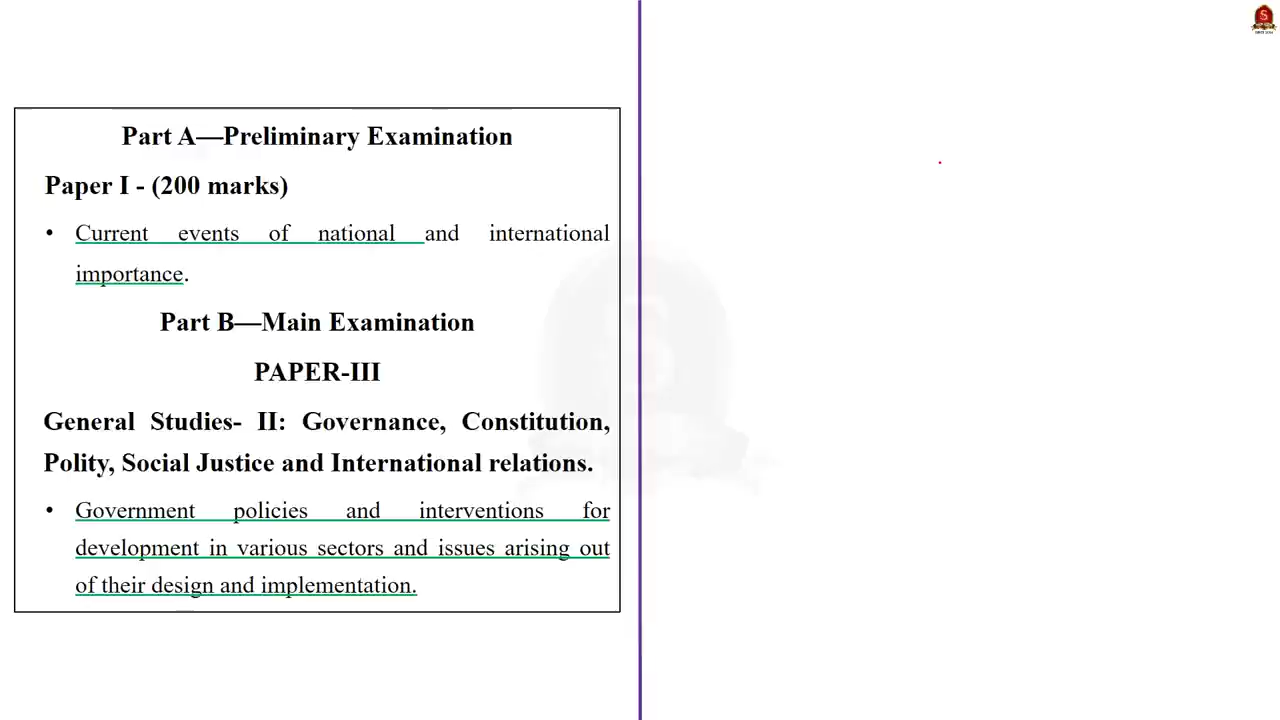 Part A—Preliminary Examination
Paper I - (200 marks)
• Current events of national and international
importance.
Part B—Main Examination
PAPER-III
General Studies- II: Governance, Constitution,
Polity, Social Justice and International relations.
• Government policies and interventions for
development in various sectors and issues arising out
of their design and implementation.